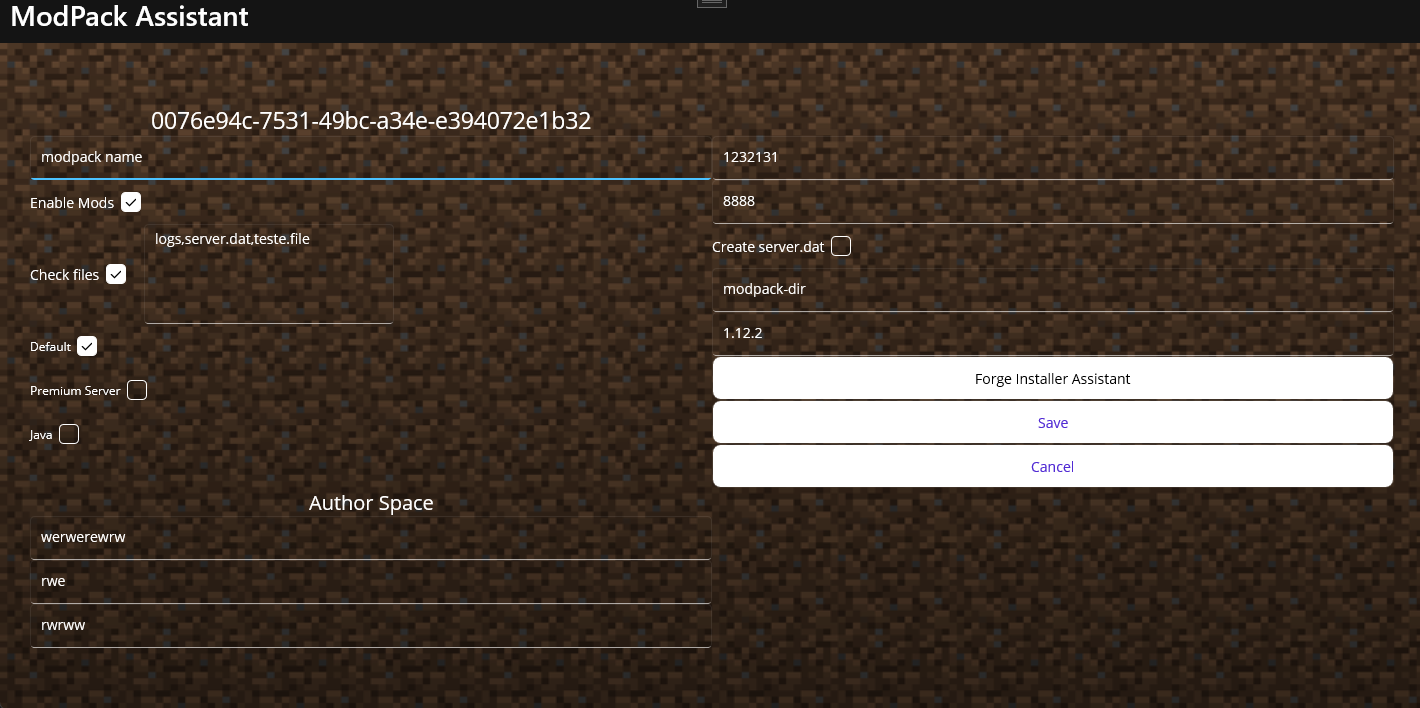 ModPack Assistant
0076e94c-7531-49bc-a34e-e394072e1b32
modpack name
Enable Mods
logs,server.dat,teste.file
Check files
Default
Premium Server
Java
Author Space
werwerewrw
rwe
rwrww
1232131
8888
Create server.dat
modpack-dir
1.12.2
Forge Installer Assistant
Save
Cancel